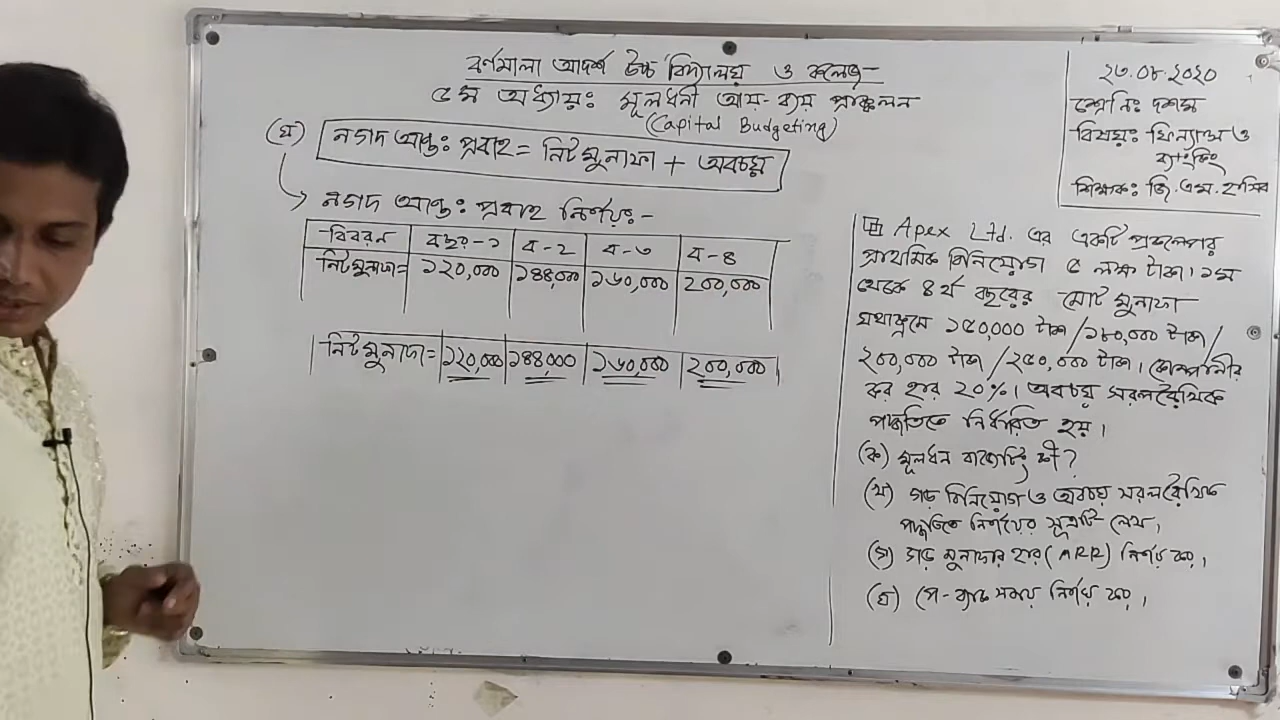 বর্ণমালা আদর্শ উচ্চ বিদ্যালয় ও কলেজ
৫ম অধ্যায়ঃ মূলধনী আয়-ব্যয় প্রাক্কলন
(Capital Budgeting)
২৩.০৮.২০২০
শ্রেনিঃ দশম
বিষয়ঃ ফিন্যান্স ও
ব্যাংকিং
শিক্ষকঃ জি.এম. হাসিব
(ঘ) নগদ আন্তঃ প্রবাহ = নিট মুনাফা + অবচয়
নগদ আন্তঃ প্রবাহ নির্ণয়ঃ-
বিবরন বছর-১ ব-২ ব-৩ ব-৪
নিট মুনাফা= ১২০,০০০ ১৪৪,০০০ ১৬০,০০০ ২০০,০০০
নিট মুনাফা= ১২০,০০০ ১৪৪,০০০ ১৬০,০০০ ২০০,০০০
Apex Ltd. এর একটি প্রকল্পের
প্রাথমিক বিনিয়োগ ৫ লক্ষ টাকা। ১ম
থেকে ৪র্থ বছরের মোট মুনাফা
যথাক্রমে ১৫০,০০০ টাকা/১৮০,০০০ টাকা/
২০০,০০০ টাকা/২৫০,০০০ টাকা। কোম্পানীর
কর হার ২০%। অবচয় সরলরৈখিক
পদ্ধতিতে নির্ধারিত হয়।
(ক) মূলধন বাজেটিং কী?
(খ) গড় বিনিয়োগ ও অবচয় সরলরৈখিক
পদ্ধতিতে নির্ণয়ের সূত্রটি লেখ।
(গ) গড় মুনাফার হার (ARR) নির্ণয় কর।
(ঘ) পে-ব্যাক সময় নির্ণয় কর।